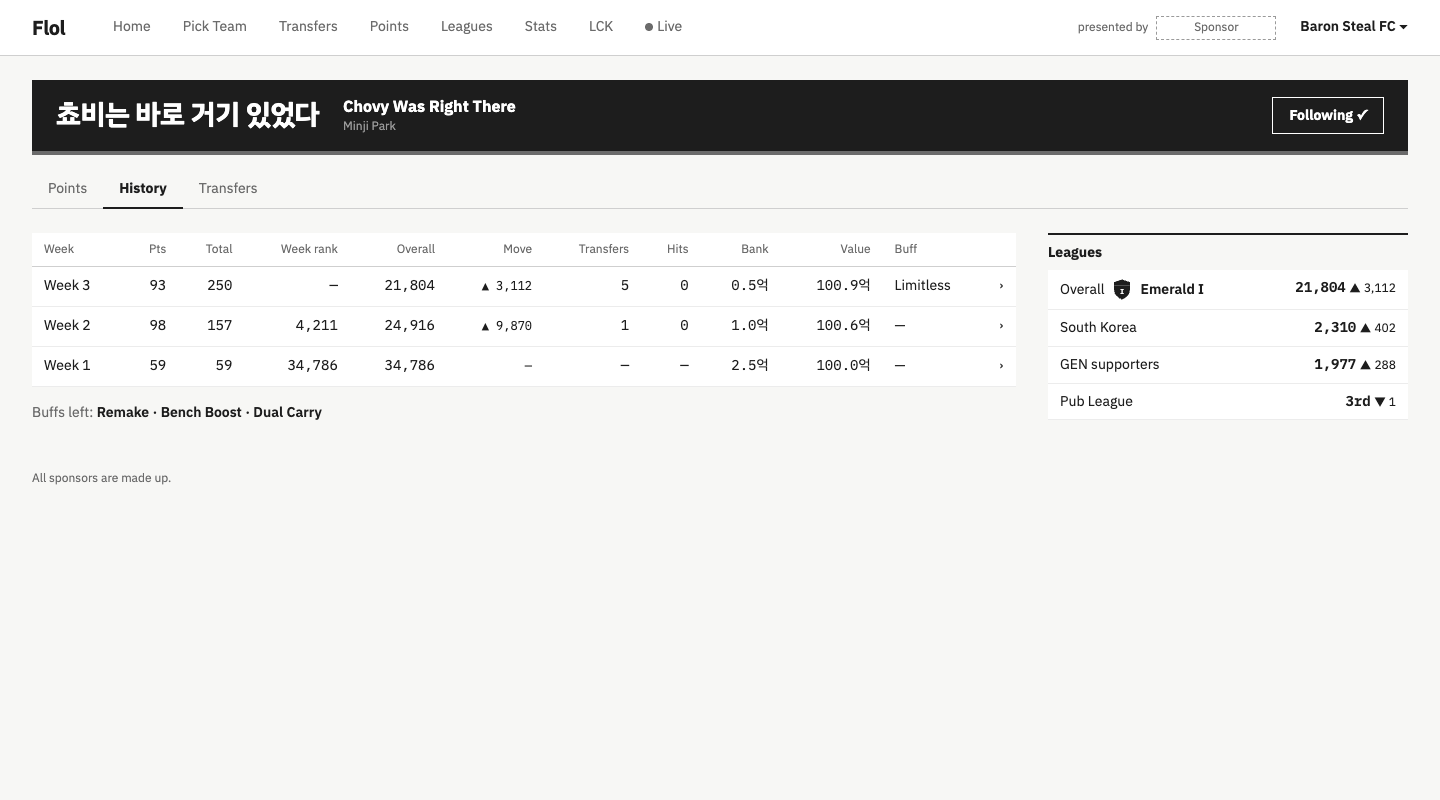 Flol Home Pick Team Transfers Points Leagues Stats LCK Live presented by Sponsor Baron Steal FC
쵸비는 바로 거기 있었다 Chovy Was Right There
Minji Park
Following ✓
Points History Transfers
Week Pts Total Week rank Overall Move Transfers Hits Bank Value Buff
Week 3 93 250 — 21,804 ▲ 3,112 5 0 0.5억 100.9억 Limitless ›
Week 2 98 157 4,211 24,916 ▲ 9,870 1 0 1.0억 100.6억 — ›
Week 1 59 59 34,786 34,786 – — — 2.5억 100.0억 — ›
Buffs left: Remake · Bench Boost · Dual Carry
Leagues
Overall I Emerald I 21,804 ▲ 3,112
South Korea 2,310 ▲ 402
GEN supporters 1,977 ▲ 288
Pub League 3rd ▼ 1
All sponsors are made up.